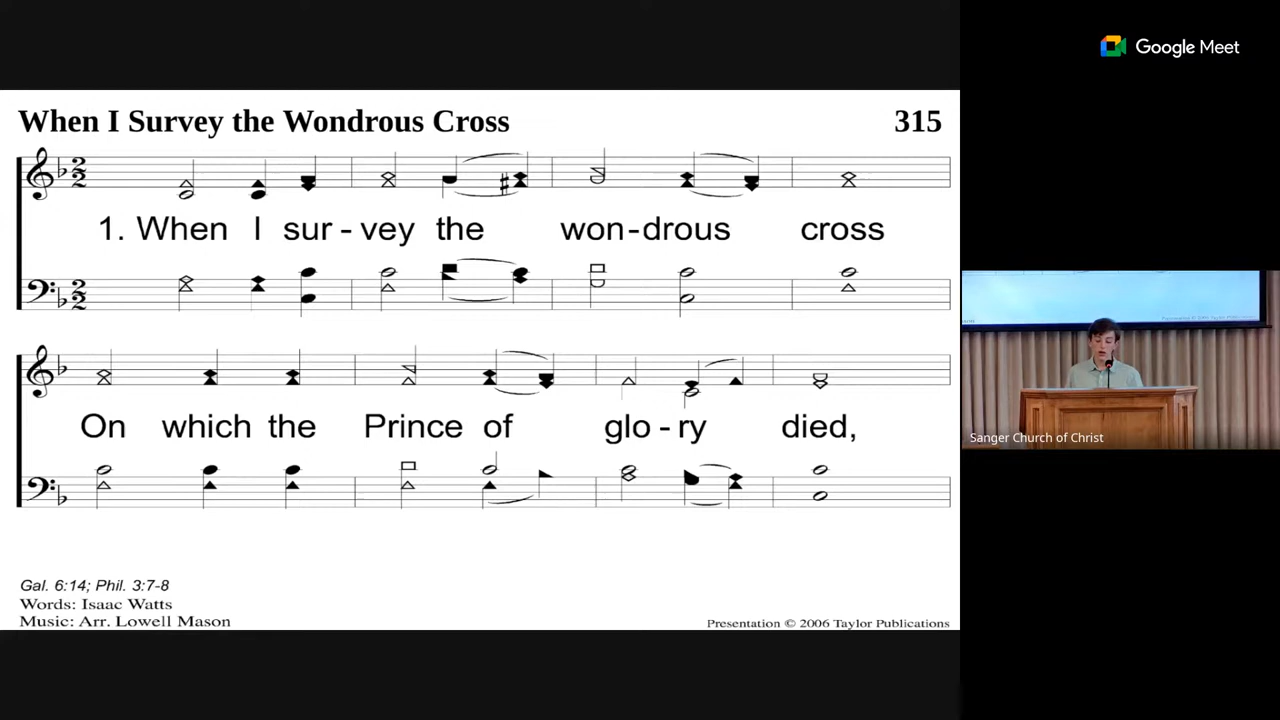 When I Survey the Wondrous Cross
315
1. When I sur-vey the won-drous cross
On which the Prince of glo-ry died,
Gal. 6:14; Phil. 3:7-8
Words: Isaac Watts
Music: Arr. Lowell Mason
Presentation © 2006 Taylor Publications
Google Meet
Sanger Church of Christ